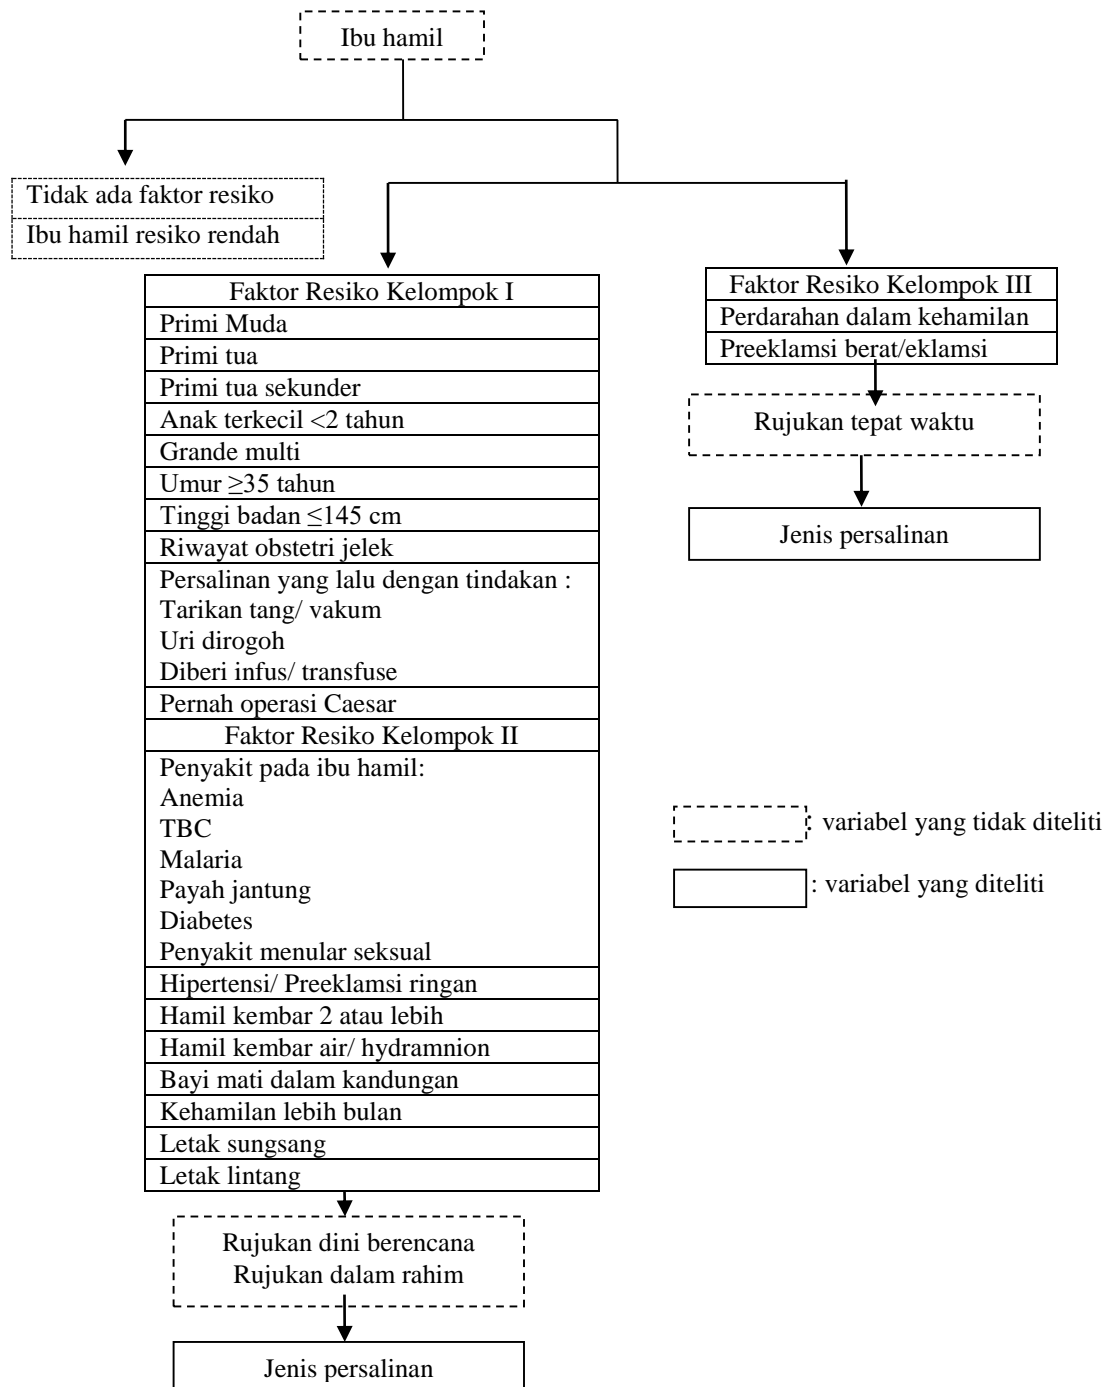 Ibu hamil
Tidak ada faktor resiko
Ibu hamil resiko rendah
Faktor Resiko Kelompok I
Primi Muda
Primi tua
Primi tua sekunder
Anak terkecil <2 tahun
Grande multi
Umur ≥35 tahun
Tinggi badan ≤145 cm
Riwayat obstetri jelek
Persalinan yang lalu dengan tindakan :
Tarikan tang/ vakum
Uri dirogoh
Diberi infus/ transfuse
Pernah operasi Caesar
Faktor Resiko Kelompok II
Penyakit pada ibu hamil:
Anemia
TBC
Malaria
Payah jantung
Diabetes
Penyakit menular seksual
Hipertensi/ Preeklamsi ringan
Hamil kembar 2 atau lebih
Hamil kembar air/ hydramnion
Bayi mati dalam kandungan
Kehamilan lebih bulan
Letak sungsang
Letak lintang
Rujukan dini berencana
Rujukan dalam rahim
Jenis persalinan
Faktor Resiko Kelompok III
Perdarahan dalam kehamilan
Preeklamsi berat/eklamsi
Rujukan tepat waktu
Jenis persalinan
: variabel yang tidak diteliti
: variabel yang diteliti